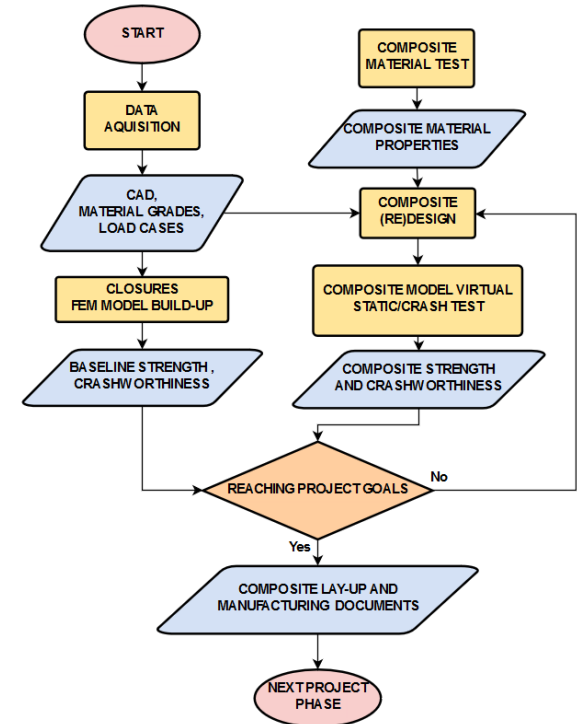 START
DATA
AQUISITION
CAD,
MATERIAL GRADES,
LOAD CASES
CLOSURES
FEM MODEL BUILD-UP
BASELINE STRENGTH ,
CRASHWORTHINESS
COMPOSITE
MATERIAL TEST
COMPOSITE MATERIAL
PROPERTIES
COMPOSITE
(RE)DESIGN
COMPOSITE MODEL VIRTUAL
STATIC/CRASH TEST
COMPOSITE STRENGTH
AND CRASHWORTHINESS
REACHING PROJECT GOALS
No
Yes
COMPOSITE LAY-UP AND
MANUFACTURING DOCUMENTS
NEXT PROJECT
PHASE